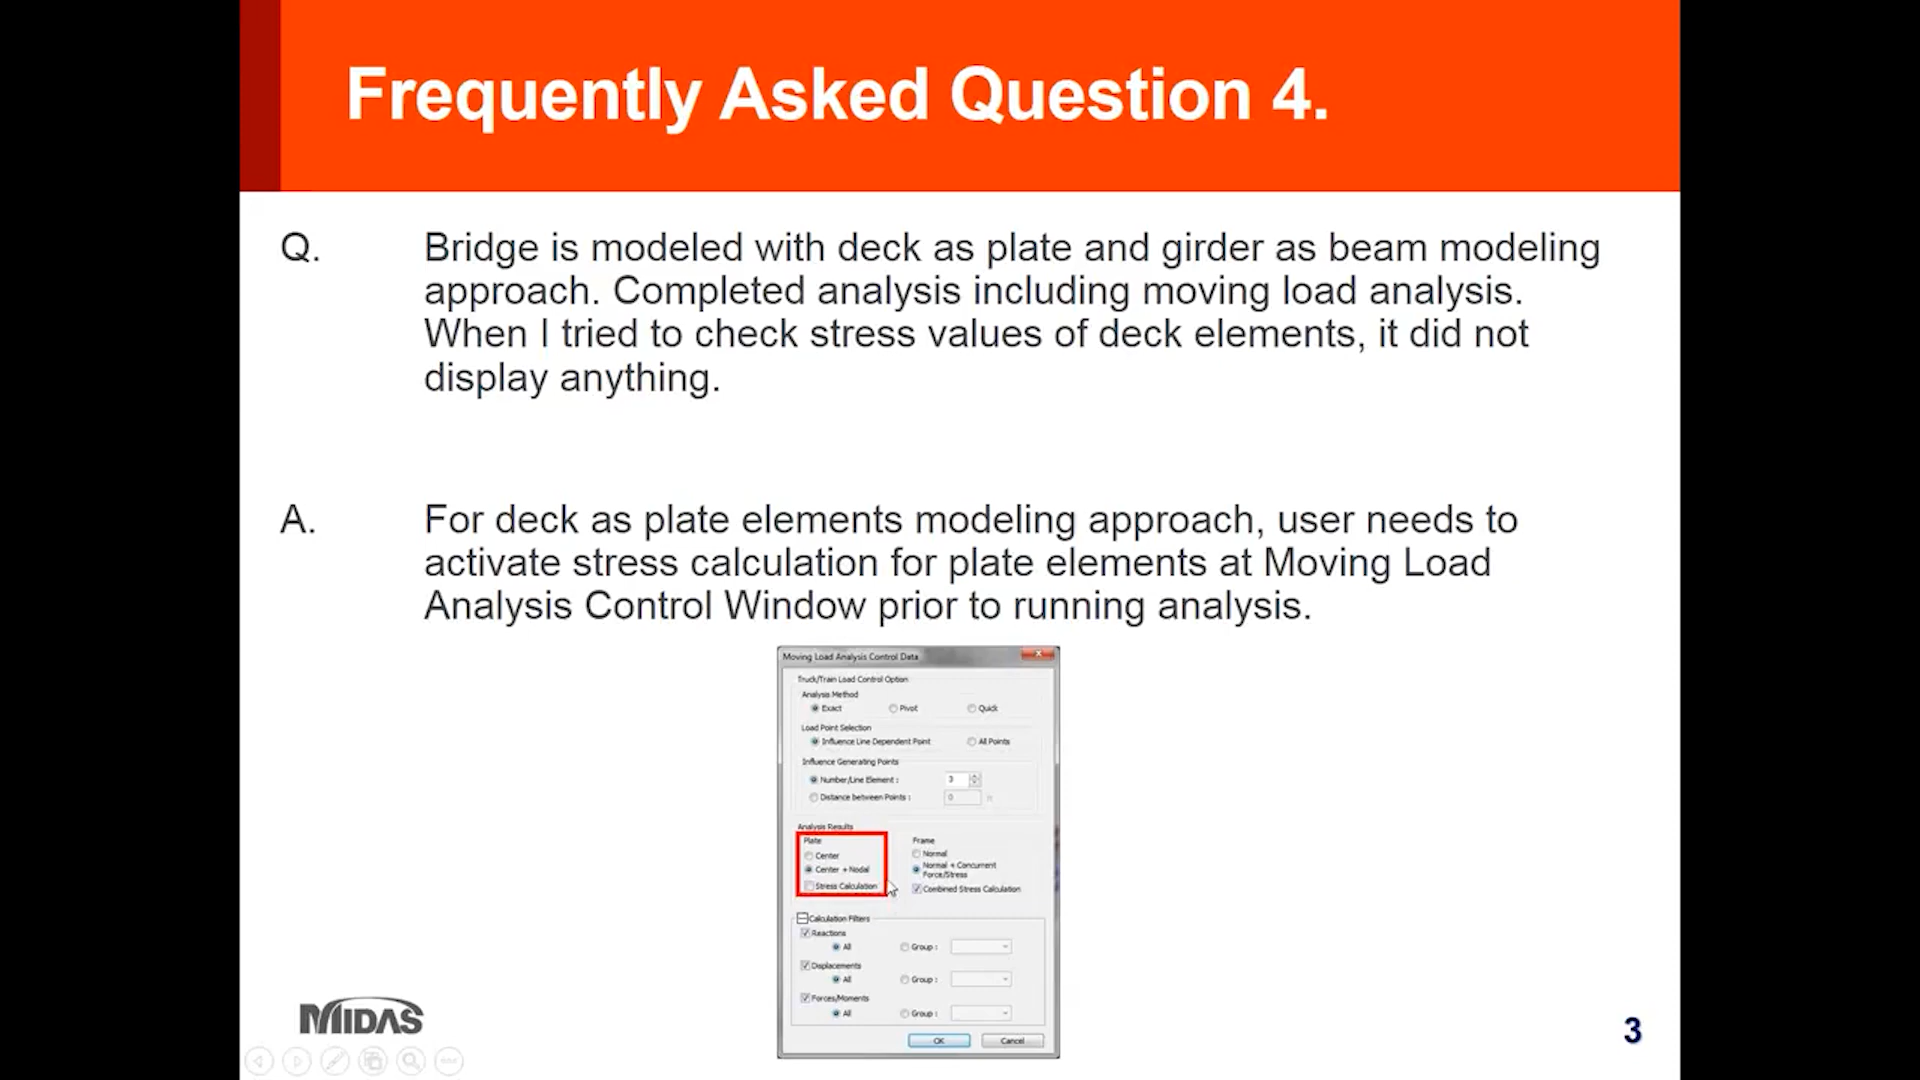 Frequently Asked Question 4.
Q. Bridge is modeled with deck as plate and girder as beam modeling
approach. Completed analysis including moving load analysis.
When I tried to check stress values of deck elements, it did not
display anything.
A. For deck as plate elements modeling approach, user needs to
activate stress calculation for plate elements at Moving Load
Analysis Control Window prior to running analysis.
Moving Load Analysis Control Data
Truck/Train Load Control Option
Analysis Method
Exact Pivot Quick
Load Point Selection
Influence Line Dependent Point All Points
Influence Generating Points
Number/Line Element : 3
Distance between Points : 0 ft
Analysis Results
Plate Frame
Center Normal
Center + Nodal Normal + Concurrent
Force/Stress
Stress Calculation Combined Stress Calculation
Calculation Filters
Reactions
All Group :
Displacements
All Group :
Forces/Moments
All Group :
OK Cancel
MIDAS
3